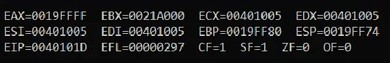 EAX=0019FFFF EBX=0021A000 ECX=00401005 EDX=00401005
ESI=00401005 EDI=00401005 EBP=0019FF80 ESP=0019FF74
EIP=0040101D EFL=00000297 CF=1 SF=1 ZF=0 OF=0